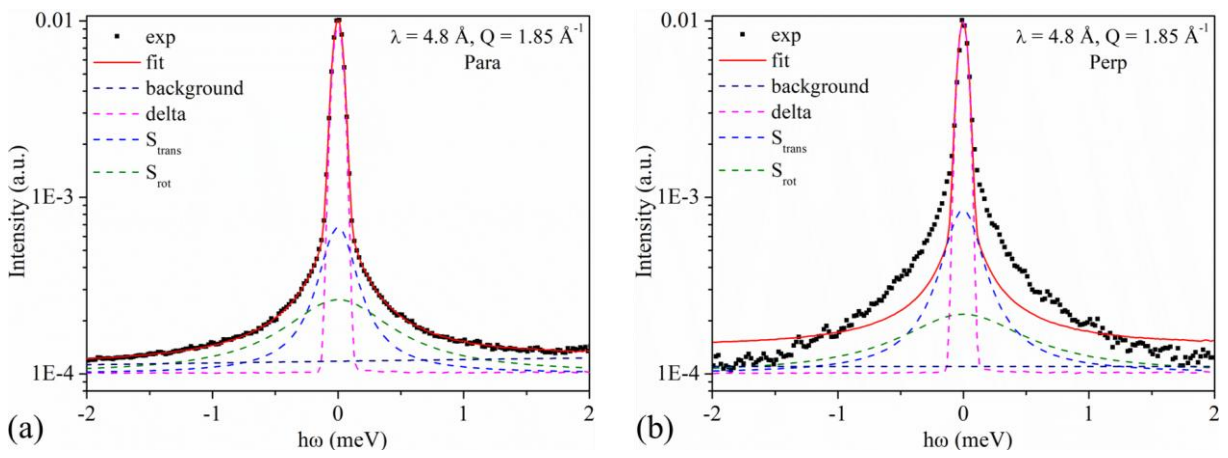 0.01
1E-3
1E-4
Intensity (a.u.)
exp
fit
background
delta
S_trans
S_rot
λ = 4.8 Å, Q = 1.85 Å⁻¹
Para
-2 -1 0 1 2
hω (meV)
(a)
0.01
1E-3
1E-4
Intensity (a.u.)
exp
fit
background
delta
S_trans
S_rot
λ = 4.8 Å, Q = 1.85 Å⁻¹
Perp
-2 -1 0 1 2
hω (meV)
(b)